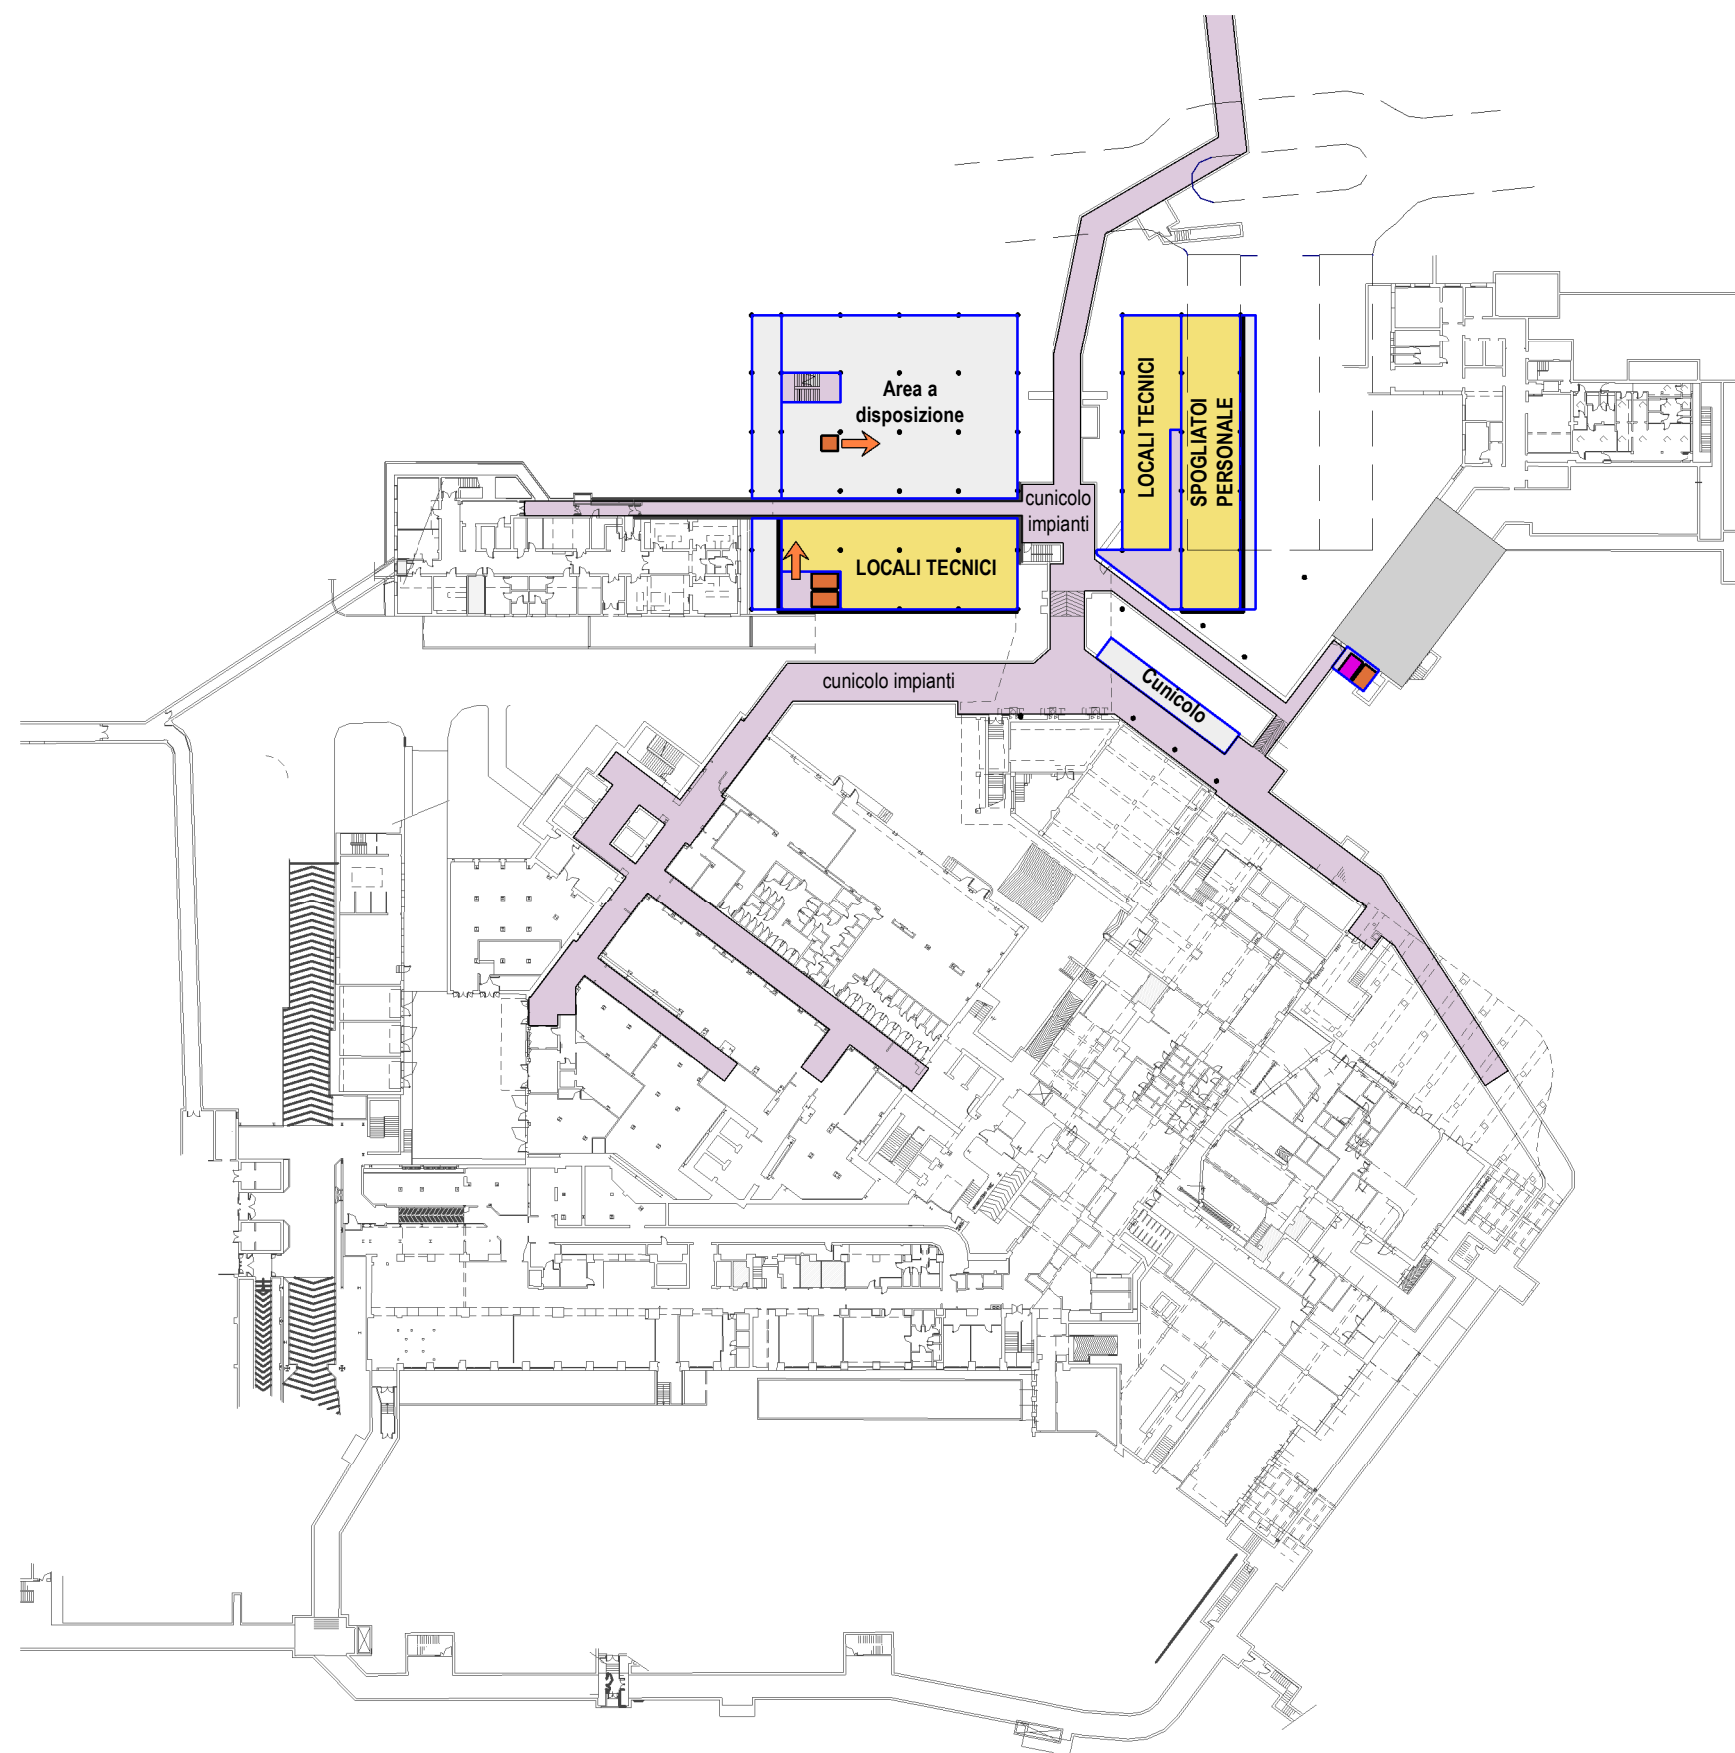 Area a
disposizione
LOCALI TECNICI
SPOGLIATOI
PERSONALE
cunicolo
impianti
LOCALI TECNICI
cunicolo impianti
Cunicolo